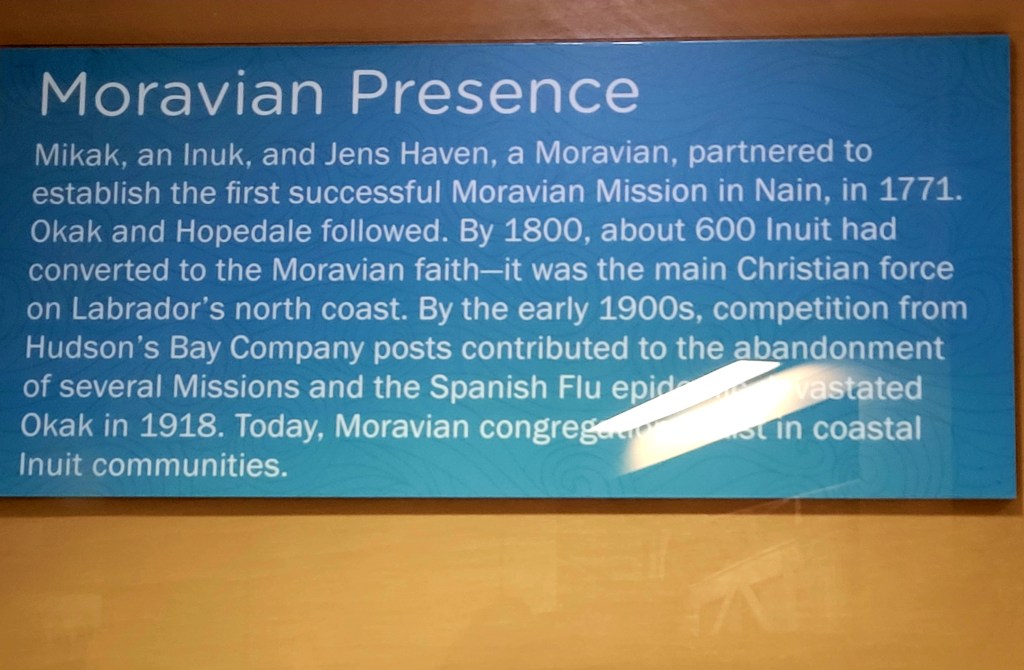 Moravian Presence
Mikak, an Inuk, and Jens Haven, a Moravian, partnered to
establish the first successful Moravian Mission in Nain, in 1771.
Okak and Hopedale followed. By 1800, about 600 Inuit had
converted to the Moravian faith—it was the main Christian force
on Labrador's north coast. By the early 1900s, competition from
Hudson's Bay Company posts contributed to the abandonment
of several Missions and the Spanish Flu epidemic devastated
Okak in 1918. Today, Moravian congregations in coastal
Inuit communities.